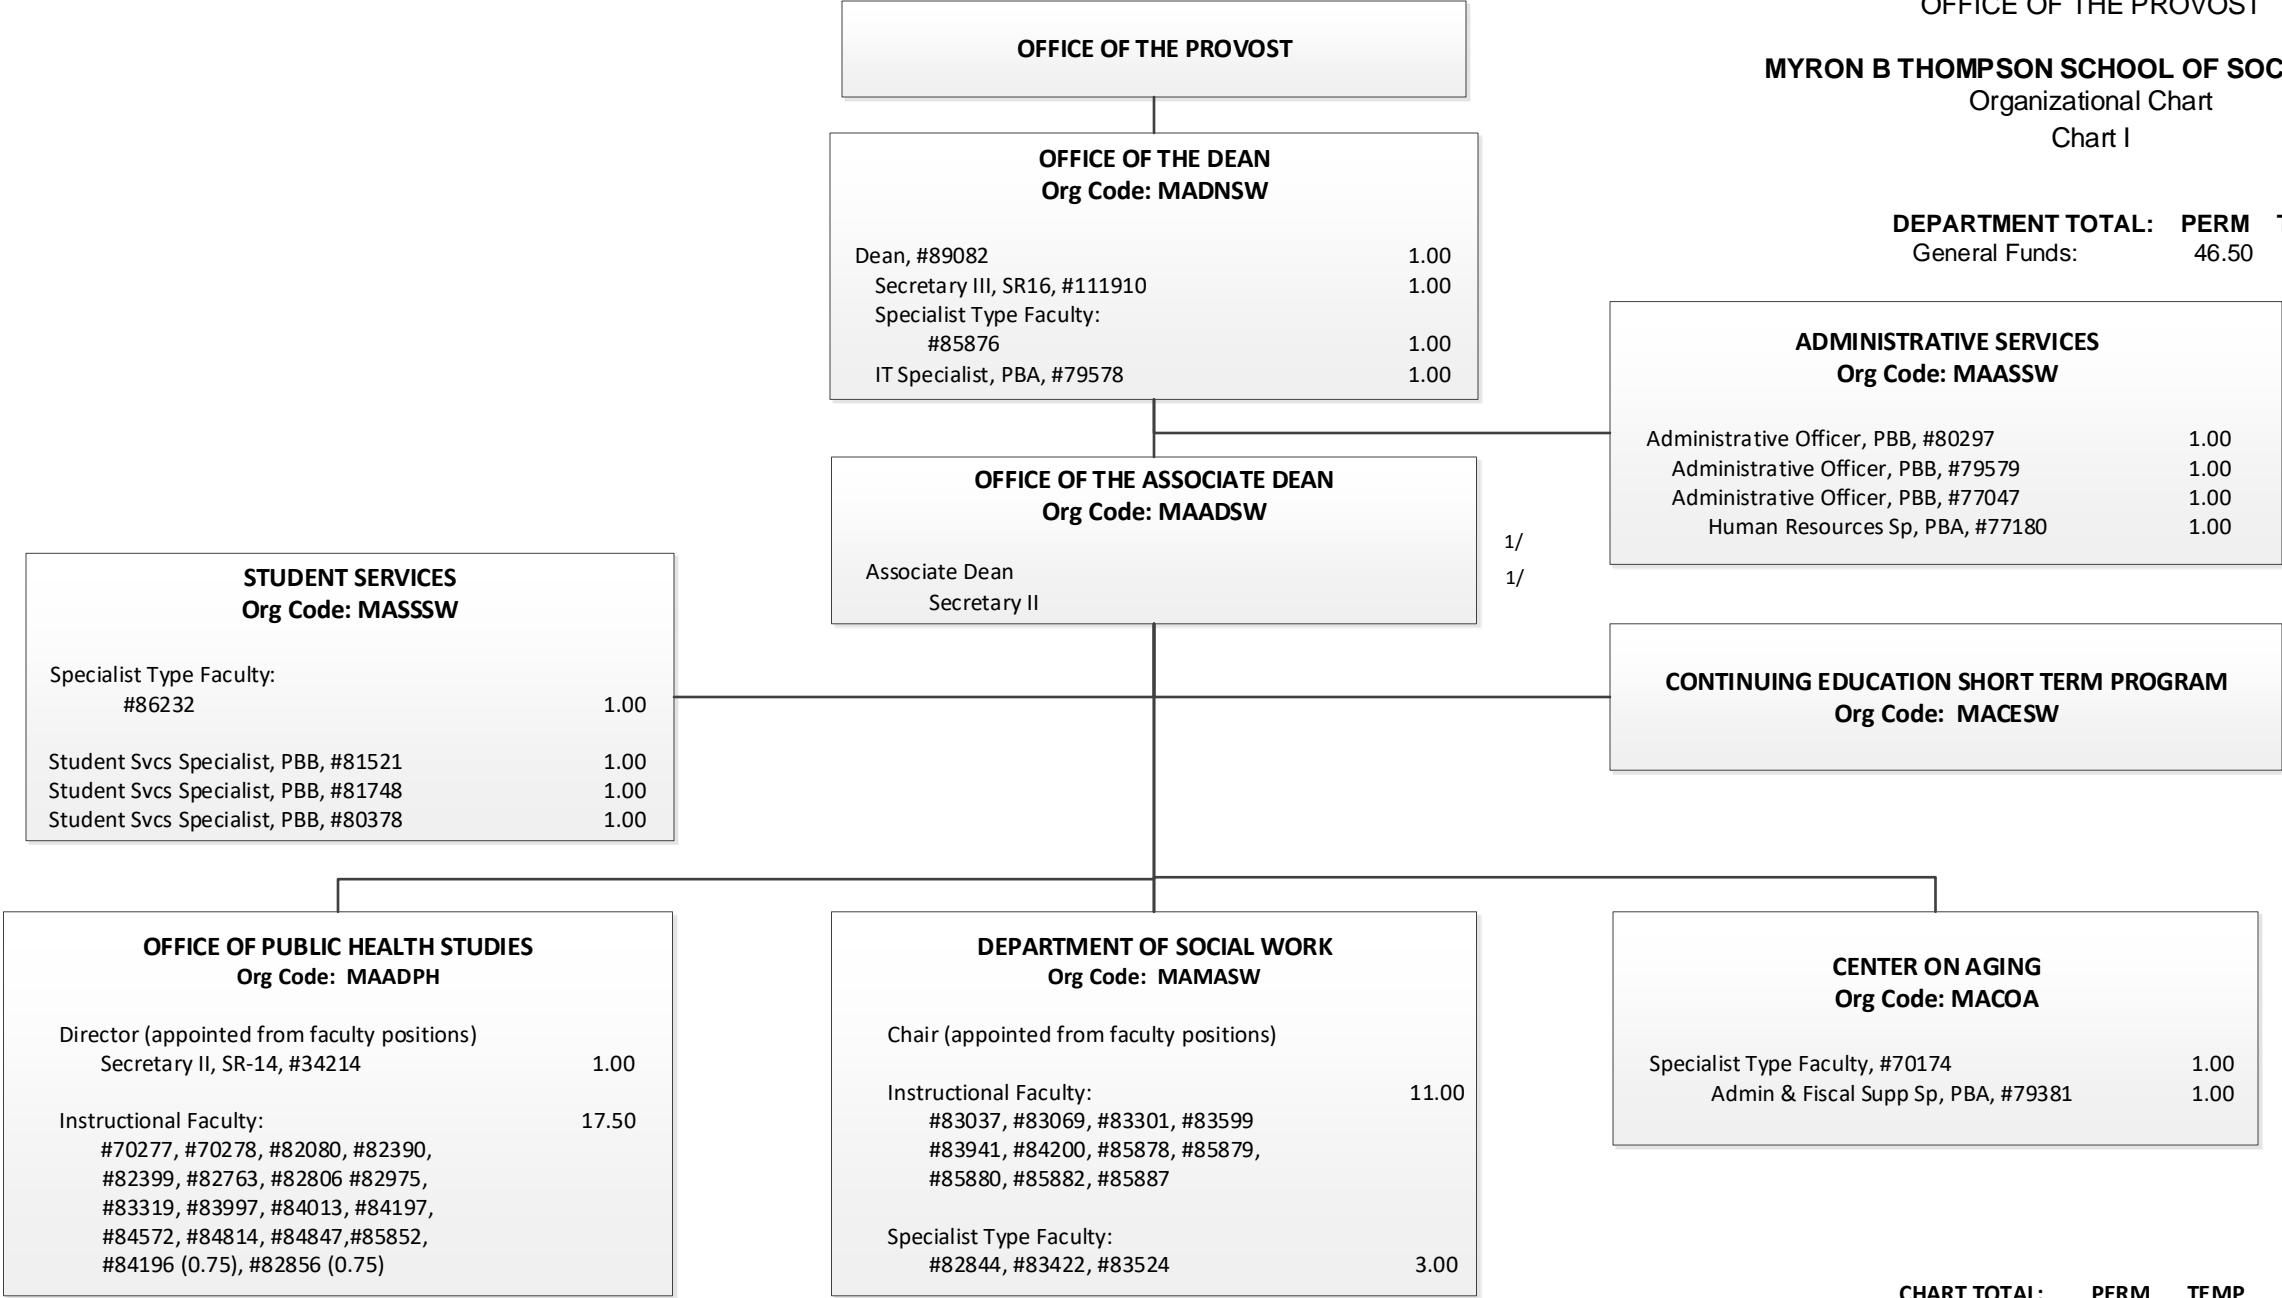 OFFICE OF THE PROVOST
MYRON B THOMPSON SCHOOL OF SOC
Organizational Chart
Chart I
DEPARTMENT TOTAL: PERM
General Funds: 46.50
OFFICE OF THE PROVOST
OFFICE OF THE DEAN
Org Code: MADNSW
Dean, #89082 1.00
Secretary III, SR16, #111910 1.00
Specialist Type Faculty:
#85876 1.00
IT Specialist, PBA, #79578 1.00
ADMINISTRATIVE SERVICES
Org Code: MAASSW
Administrative Officer, PBB, #80297 1.00
Administrative Officer, PBB, #79579 1.00
Administrative Officer, PBB, #77047 1.00
Human Resources Sp, PBA, #77180 1.00
OFFICE OF THE ASSOCIATE DEAN
Org Code: MAADSW
1/
Associate Dean
1/
Secretary II
STUDENT SERVICES
Org Code: MASSSW
Specialist Type Faculty:
#86232 1.00
Student Svcs Specialist, PBB, #81521 1.00
Student Svcs Specialist, PBB, #81748 1.00
Student Svcs Specialist, PBB, #80378 1.00
CONTINUING EDUCATION SHORT TERM PROGRAM
Org Code: MACESW
OFFICE OF PUBLIC HEALTH STUDIES
Org Code: MAADPH
Director (appointed from faculty positions)
Secretary II, SR-14, #34214 1.00
Instructional Faculty: 17.50
#70277, #70278, #82080, #82390,
#82399, #82763, #82806 #82975,
#83319, #83997, #84013, #84197,
#84572, #84814, #84847,#85852,
#84196 (0.75), #82856 (0.75)
DEPARTMENT OF SOCIAL WORK
Org Code: MAMASW
Chair (appointed from faculty positions)
Instructional Faculty: 11.00
#83037, #83069, #83301, #83599
#83941, #84200, #85878, #85879,
#85880, #85882, #85887
Specialist Type Faculty:
#82844, #83422, #83524 3.00
CENTER ON AGING
Org Code: MACOA
Specialist Type Faculty, #70174 1.00
Admin & Fiscal Supp Sp, PBA, #79381 1.00
CHART TOTAL: PERM TEMP